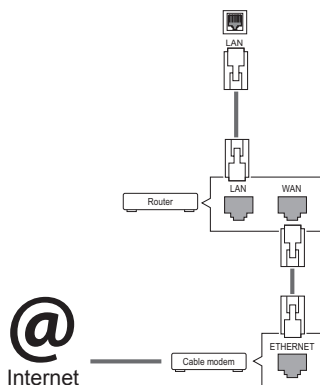 LAN
LAN WAN
Router
ETHERNET
@
Cable modem
Internet